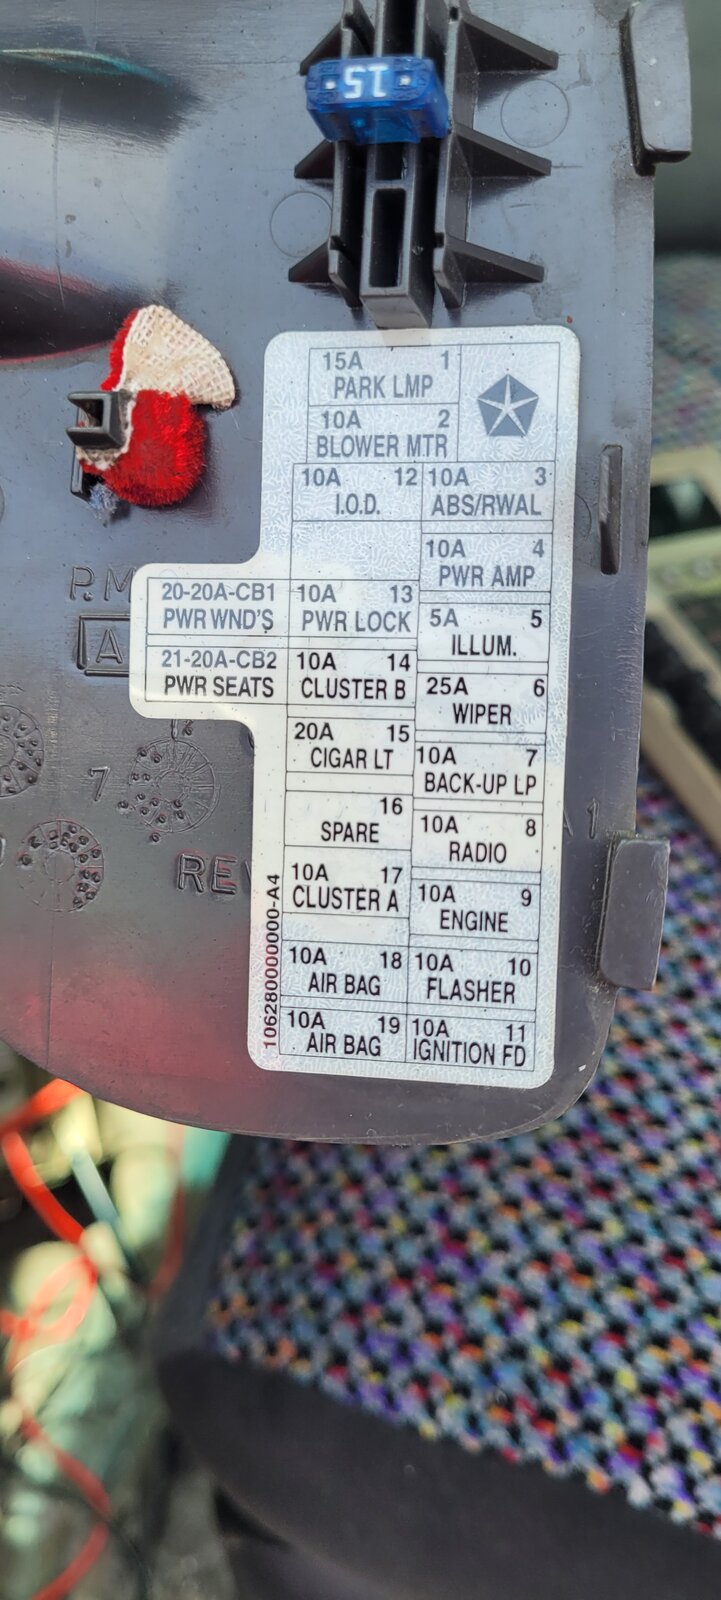 15
15A 1
PARK LMP
10A 2
BLOWER MTR
10A 12
I.O.D.
10A 3
ABS/RWAL
10A 4
PWR AMP
20-20A-CB1
PWR WND'S
10A 13
PWR LOCK
5A 5
ILLUM.
21-20A-CB2
PWR SEATS
10A 14
CLUSTER B
25A 6
WIPER
20A 15
CIGAR LT
10A 7
BACK-UP LP
16
SPARE
10A 8
RADIO
10A 17
CLUSTER A
10A 9
ENGINE
10A 18
AIR BAG
10A 10
FLASHER
10A 19
AIR BAG
10A 11
IGNITION FD
106280000000-A4
P.M
A
7
REV
A1